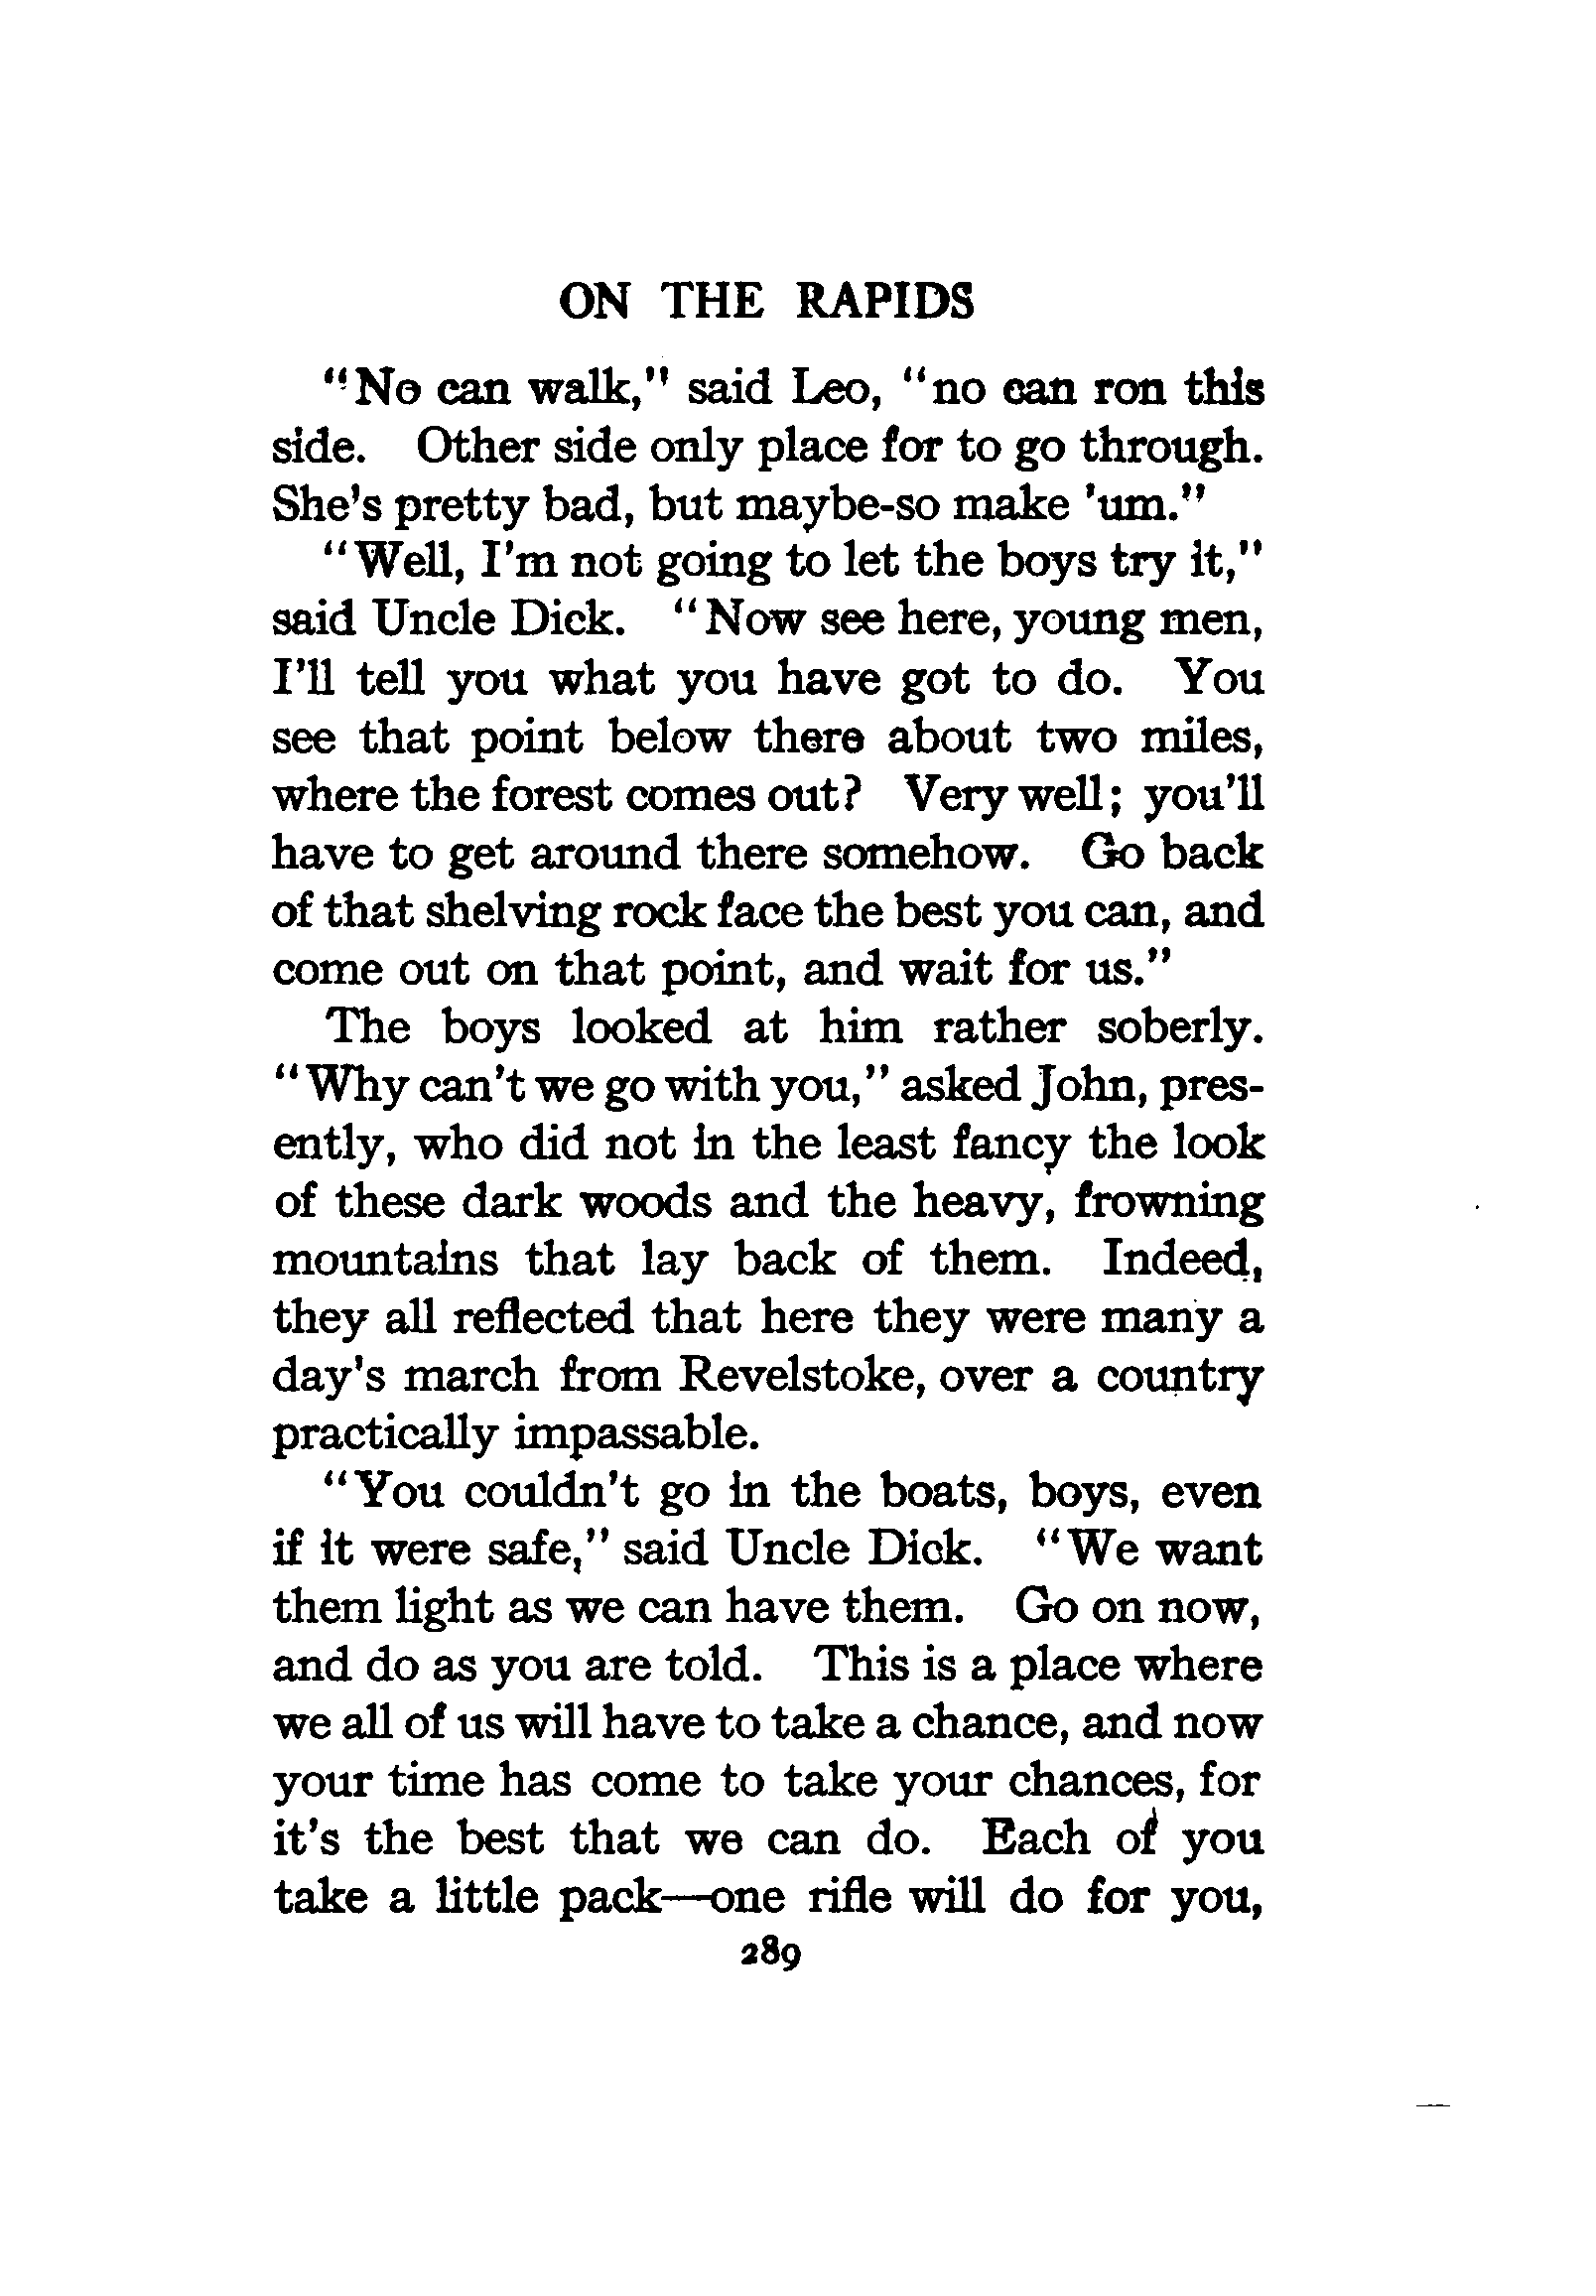 ON THE RAPIDS
"No can walk," said Leo, "no can ron this
side. Other side only place for to go through.
She's pretty bad, but maybe-so make 'um."
"Well, I'm not going to let the boys try it,"
said Uncle Dick. "Now see here, young men,
I'll tell you what you have got to do. You
see that point below there about two miles,
where the forest comes out? Very well; you'll
have to get around there somehow. Go back
of that shelving rock face the best you can, and
come out on that point, and wait for us."
The boys looked at him rather soberly.
"Why can't we go with you," asked John, pres-
ently, who did not in the least fancy the look
of these dark woods and the heavy, frowning
mountains that lay back of them. Indeed,
they all reflected that here they were many a
day's march from Revelstoke, over a country
practically impassable.
"You couldn't go in the boats, boys, even
if it were safe," said Uncle Dick. "We want
them light as we can have them. Go on now,
and do as you are told. This is a place where
we all of us will have to take a chance, and now
your time has come to take your chances, for
it's the best that we can do. Each of you
take a little pack—one rifle will do for you,
289